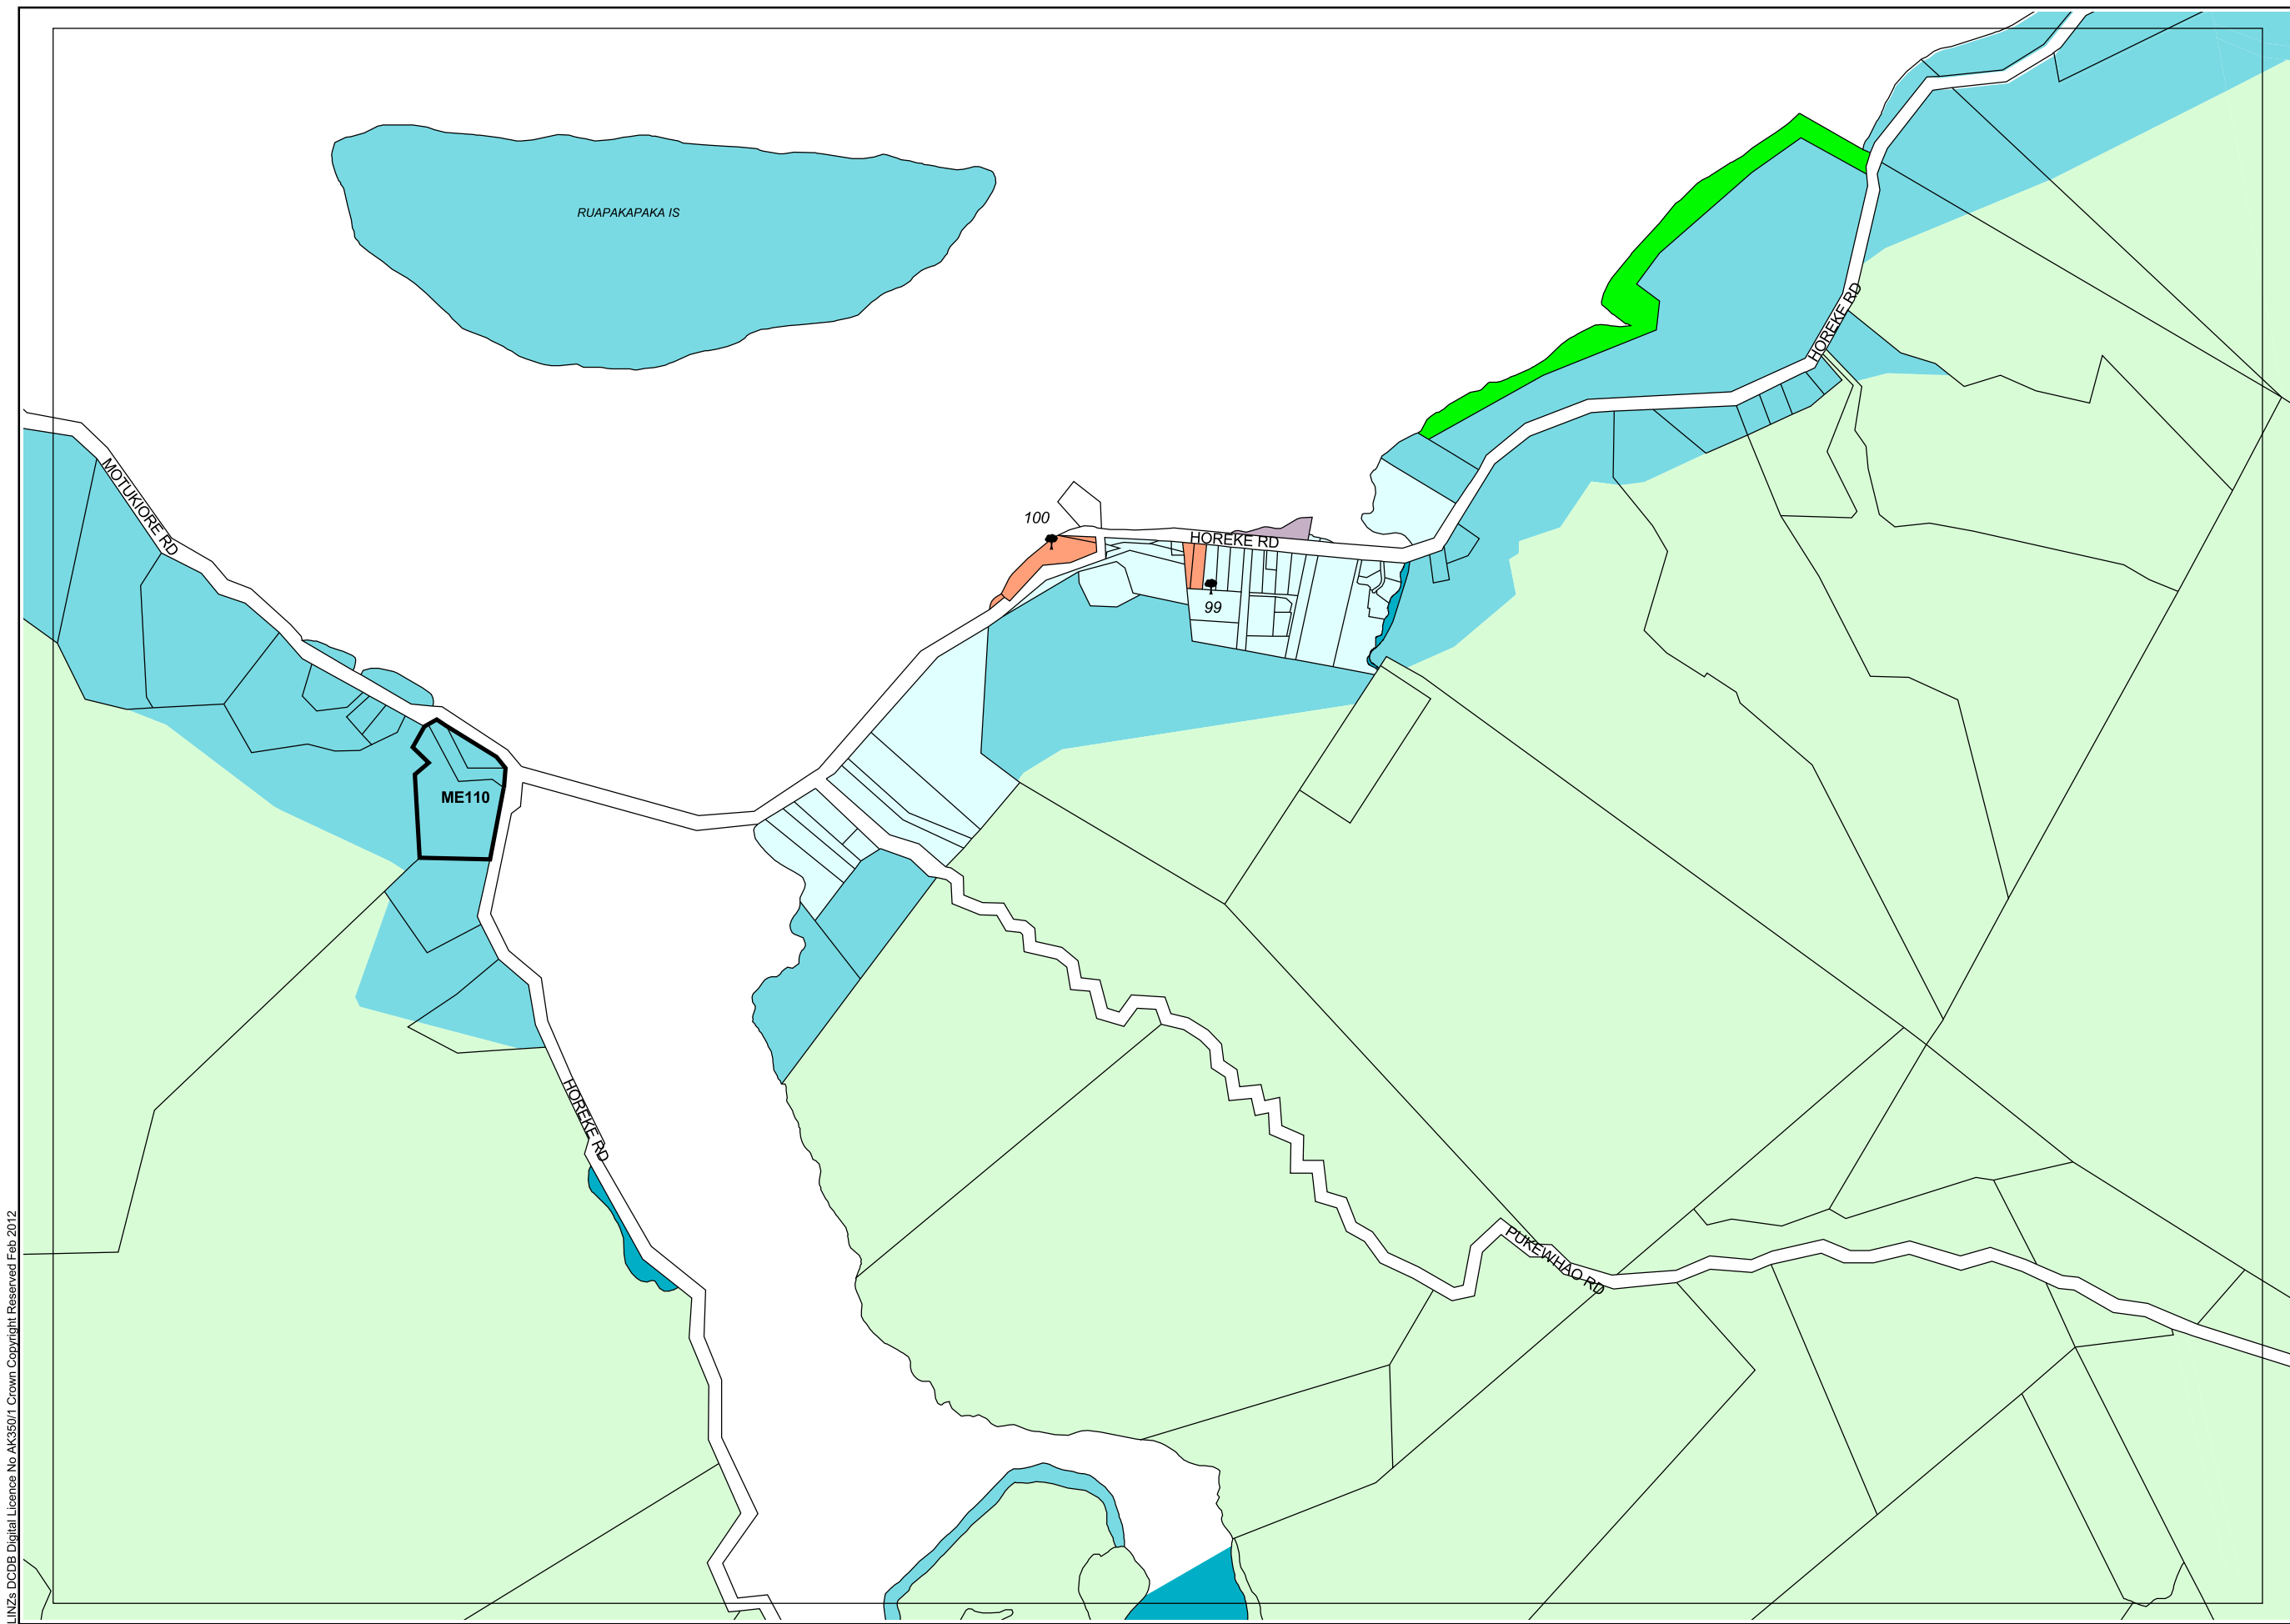 RUAPAKAPAKA IS
HOREKE RD
MOTUKIORE RD
100
HOREKE RD
99
ME110
HOREKE RD
PUKEWHAO RD
LINZs DCDB Digital Licence No AK350/1 Crown Copyright Reserved Feb 2012